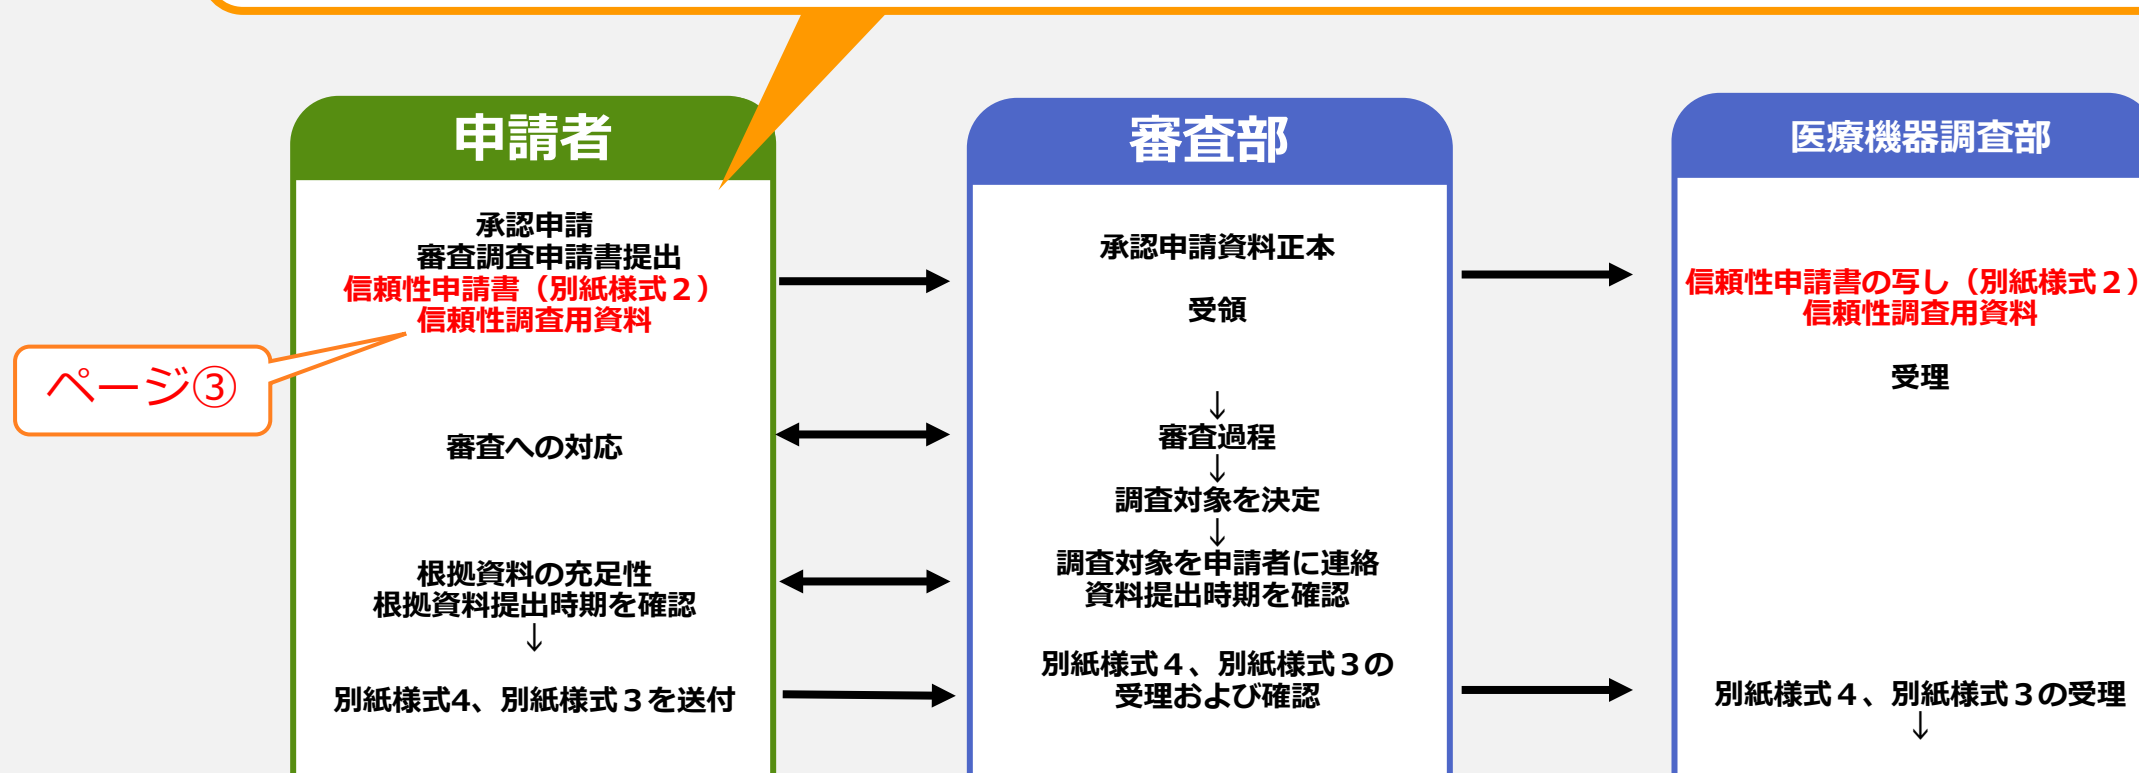 申請者
承認申請
審査調査申請書提出
信頼性申請書（別紙様式２）
信頼性調査用資料
ページ③
審査への対応
根拠資料の充足性
根拠資料提出時期を確認
↓
別紙様式4、別紙様式３を送付
審査部
承認申請資料正本
受領
↓
審査過程
↓
調査対象を決定
↓
調査対象を申請者に連絡
資料提出時期を確認
別紙様式４、別紙様式３の
受理および確認
医療機器調査部
信頼性申請書の写し（別紙様式２）
信頼性調査用資料
受理
別紙様式４、別紙様式３の受理
↓